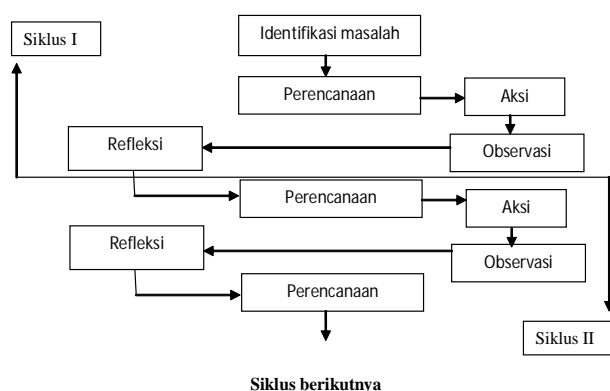 Siklus I
Identifikasi masalah
Perencanaan
Aksi
Observasi
Refleksi
Perencanaan
Aksi
Observasi
Refleksi
Perencanaan
Siklus II
Siklus berikutnya